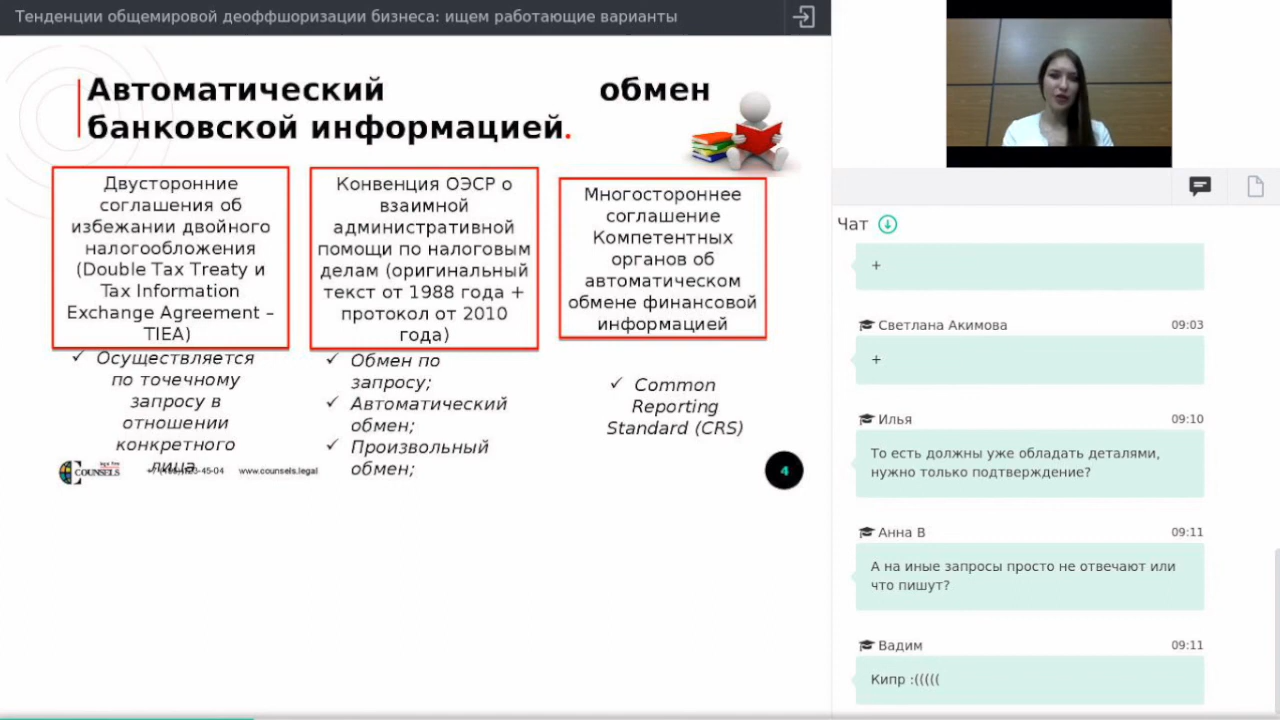 Тенденции общемировой деоффшоризации бизнеса: ищем работающие варианты
Автоматический обмен
банковской информацией.
Двусторонние
соглашения об
избежании двойного
налогообложения
(Double Tax Treaty и
Tax Information
Exchange Agreement –
TIEA)
✓ Осуществляется
по точечному
запросу в
отношении
конкретного
лица
Конвенция ОЭСР о
взаимной
административной
помощи по налоговым
делам (оригинальный
текст от 1988 года +
протокол от 2010
года)
✓ Обмен по
запросу;
✓ Автоматический
обмен;
✓ Произвольный
обмен;
Многостороннее
соглашение
Компетентных
органов об
автоматическом
обмене финансовой
информацией
✓ Common
Reporting
Standard (CRS)
COUNSELS
www.counsels.legal
4
Чат
+
Светлана Акимова 09:03
+
Илья 09:10
То есть должны уже обладать деталями,
нужно только подтверждение?
Анна В 09:11
А на иные запросы просто не отвечают или
что пишут?
Вадим 09:11
Кипр :(((((